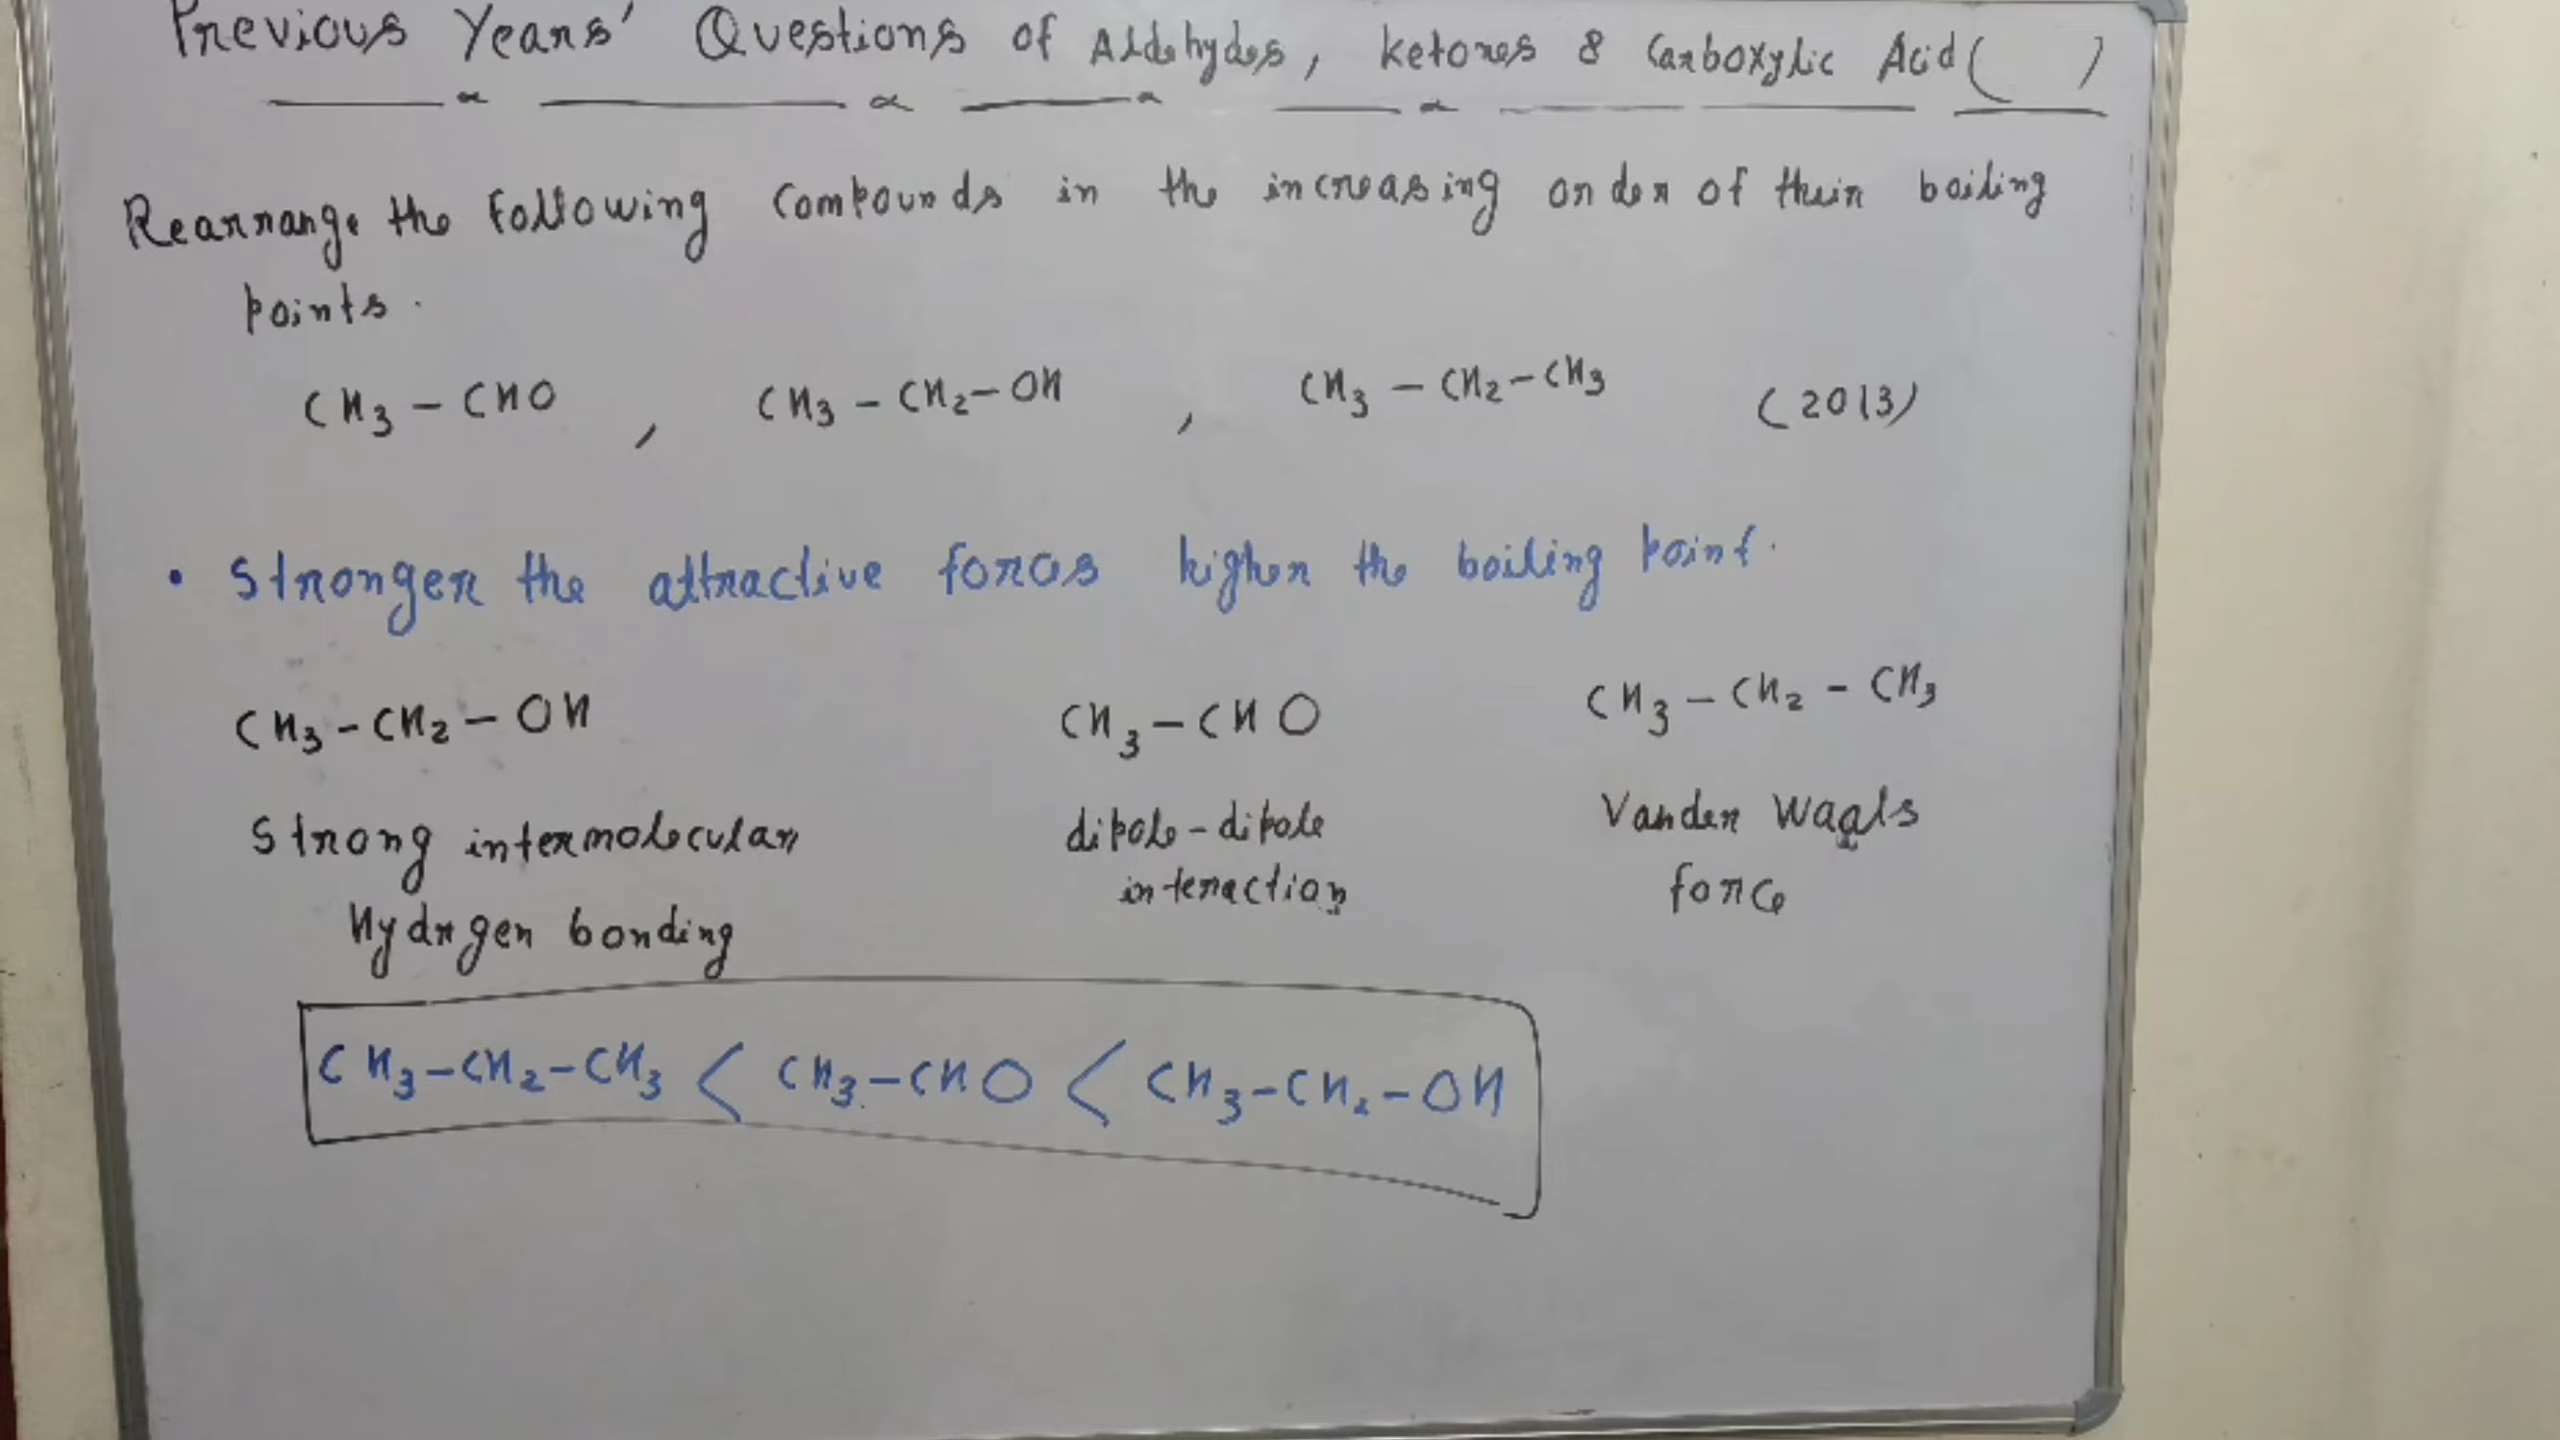 Previous Years' Questions of Aldehydes, ketones & Carboxylic Acid ( )
Rearrange the Following Compounds in the increasing order of their boiling
points.
CH3-CHO , CH3-CH2-OH , CH3-CH2-CH3 (2013)
• Stronger the attractive forces higher the boiling point.
CH3-CH2-OH CH3-CHO CH3-CH2-CH3
Strong intermolecular dipole-dipole Vander Waals
Hydrgen bonding interaction force
CH3-CH2-CH3 < CH3-CHO < CH3-CH2-OH